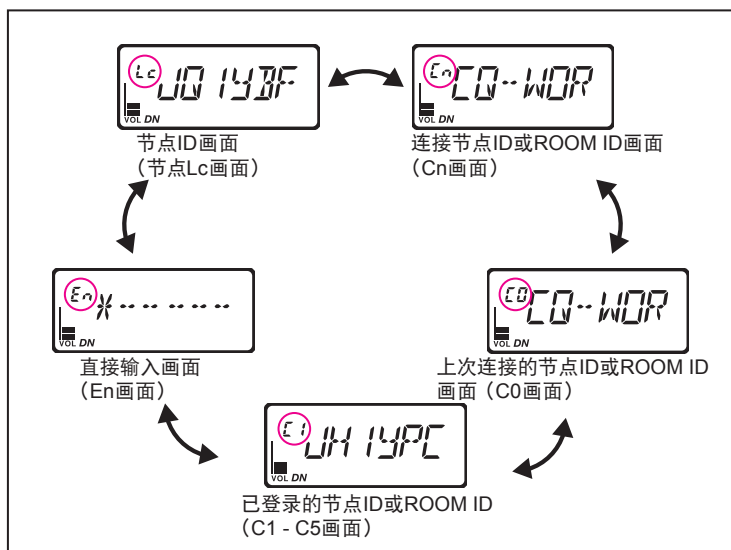 Lc JQ1YBF
VOL DN
节点ID画面
（节点Lc画面）
Cn CQ-WOR
VOL DN
连接节点ID或ROOM ID画面
（Cn画面）
En *------
VOL DN
直接输入画面
（En画面）
C0 CQ-WOR
VOL DN
上次连接的节点ID或ROOM ID
画面（C0画面）
C1 JH1YPC
VOL DN
已登录的节点ID或ROOM ID
（C1 - C5画面）